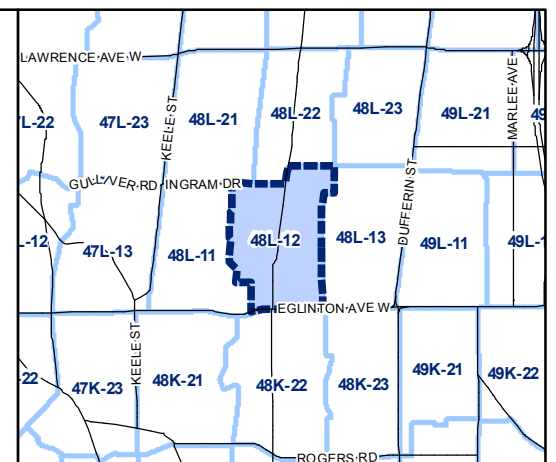 LAWRENCE AVE W
MARLEE AVE
7L-22
47L-23
KEELE ST
48L-21
48L-22
48L-23
49L-21
49
GULLIVER RD
INGRAM DR
DUFFERIN ST
L-12
47L-13
48L-11
48L-12
48L-13
49L-11
49L-1
EGLINTON AVE W
KEELE ST
22
47K-23
48K-21
48K-22
48K-23
49K-21
49K-22
ROGERS RD